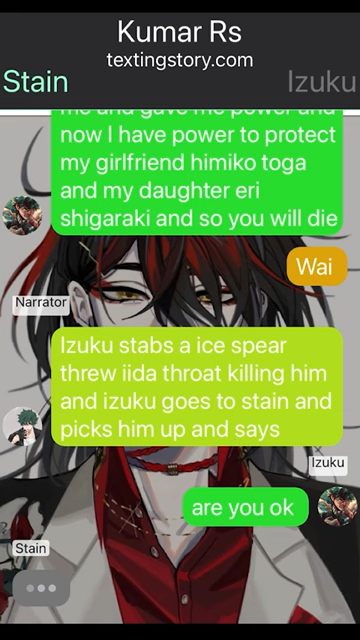 Kumar Rs
textingstory.com
Stain
Izuku
me and gave me power and
now I have power to protect
my girlfriend himiko toga
and my daughter eri
shigaraki and so you will die
Wai
Narrator
Izuku stabs a ice spear
threw iida throat killing him
and izuku goes to stain and
picks him up and says
Izuku
are you ok
Stain